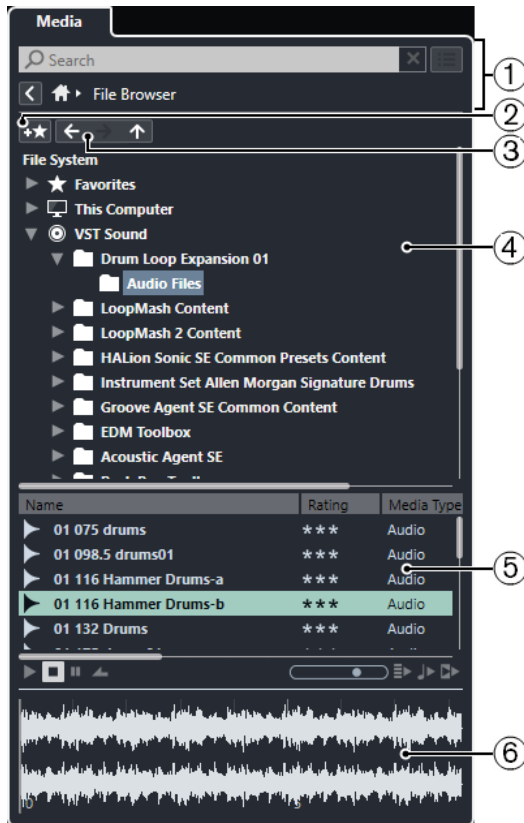 Media
Search
File Browser
1
2
3
File System
Favorites
This Computer
VST Sound
4
Drum Loop Expansion 01
Audio Files
LoopMash Content
LoopMash 2 Content
HALion Sonic SE Common Presets Content
Instrument Set Allen Morgan Signature Drums
Groove Agent SE Common Content
EDM Toolbox
Acoustic Agent SE
Name Rating Media Type
01 075 drums *** Audio
01 098.5 drums01 *** Audio
5
01 116 Hammer Drums-a *** Audio
01 116 Hammer Drums-b *** Audio
01 132 Drums *** Audio
6